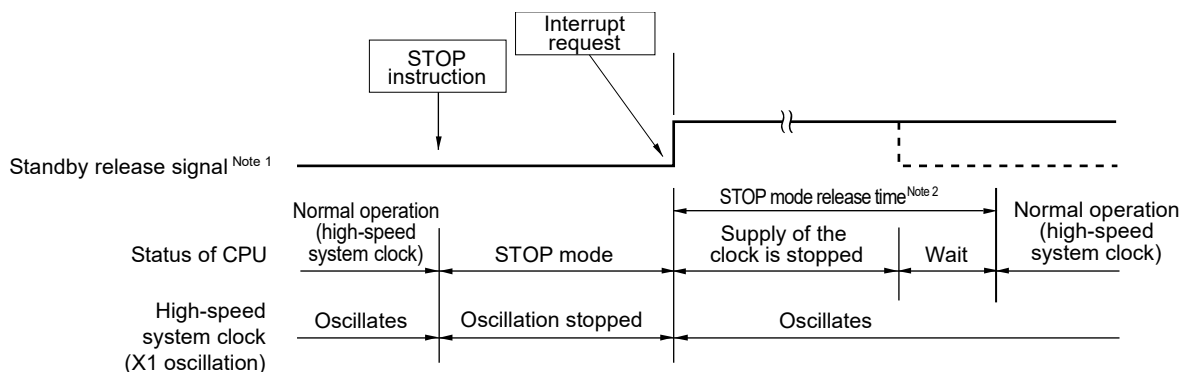 Interrupt
request
STOP
instruction
Standby release signal Note 1
STOP mode release time Note 2
Normal operation
(high-speed
system clock)
Supply of the
clock is stopped
Normal operation
(high-speed
system clock)
Status of CPU
STOP mode
Wait
High-speed
system clock
(X1 oscillation)
Oscillates
Oscillation stopped
Oscillates